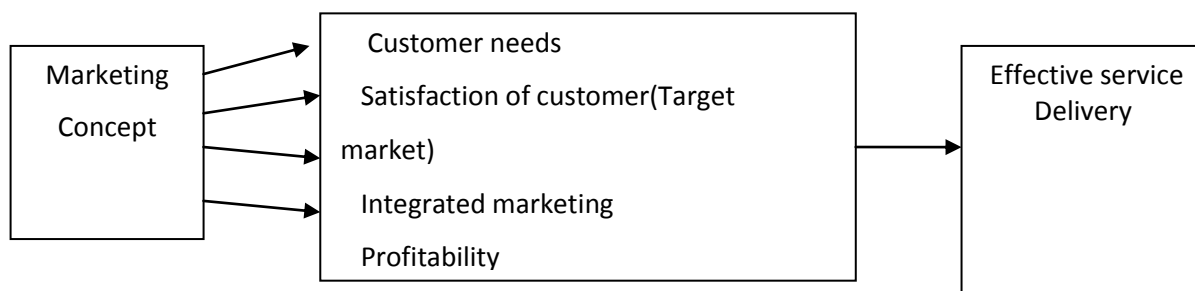 Marketing
Concept
Customer needs
Satisfaction of customer(Target
market)
Integrated marketing
Profitability
Effective service
Delivery